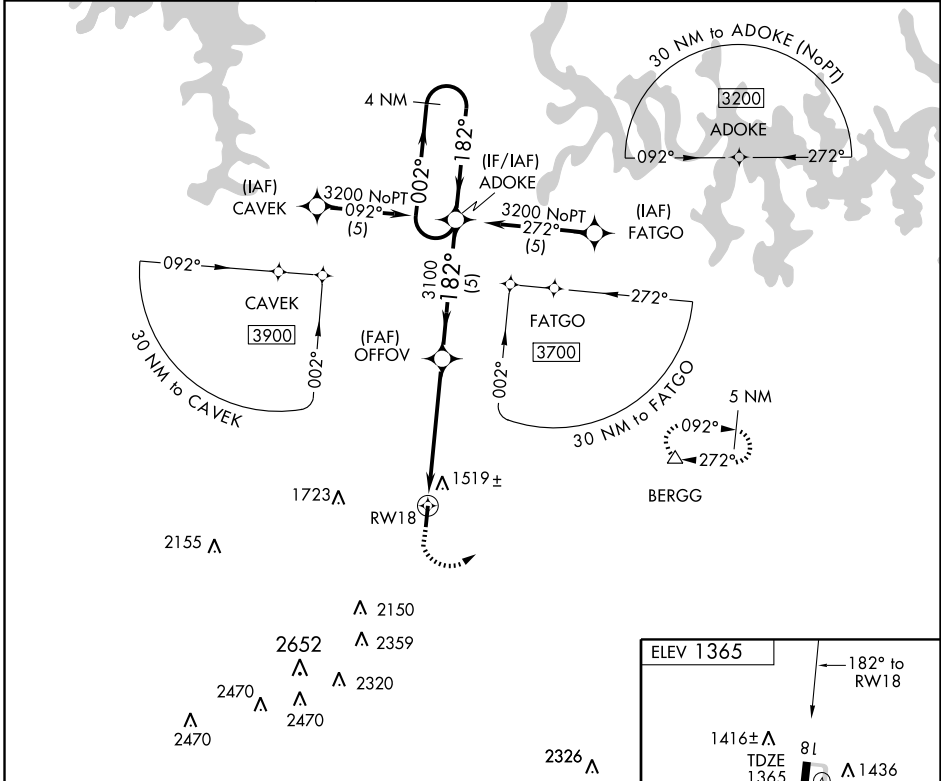 30 NM to ADOKE (NoPT)
3200
ADOKE
092°
272°
4 NM
002°
182°
(IF/IAF)
ADOKE
(IAF)
CAVEK
3200 NoPT
092°
(5)
3200 NoPT
272°
(5)
(IAF)
FATGO
3100
182°
(5)
092°
CAVEK
3900
002°
30 NM to CAVEK
(FAF)
OFFOV
272°
FATGO
3700
002°
30 NM to FATGO
5 NM
092°
272°
BERGG
1519±
1723
RW18
2155
2150
2652
2359
2320
2470
2470
2470
2326
ELEV 1365
182° to
RW18
1416±
18
TDZE
1365
1436